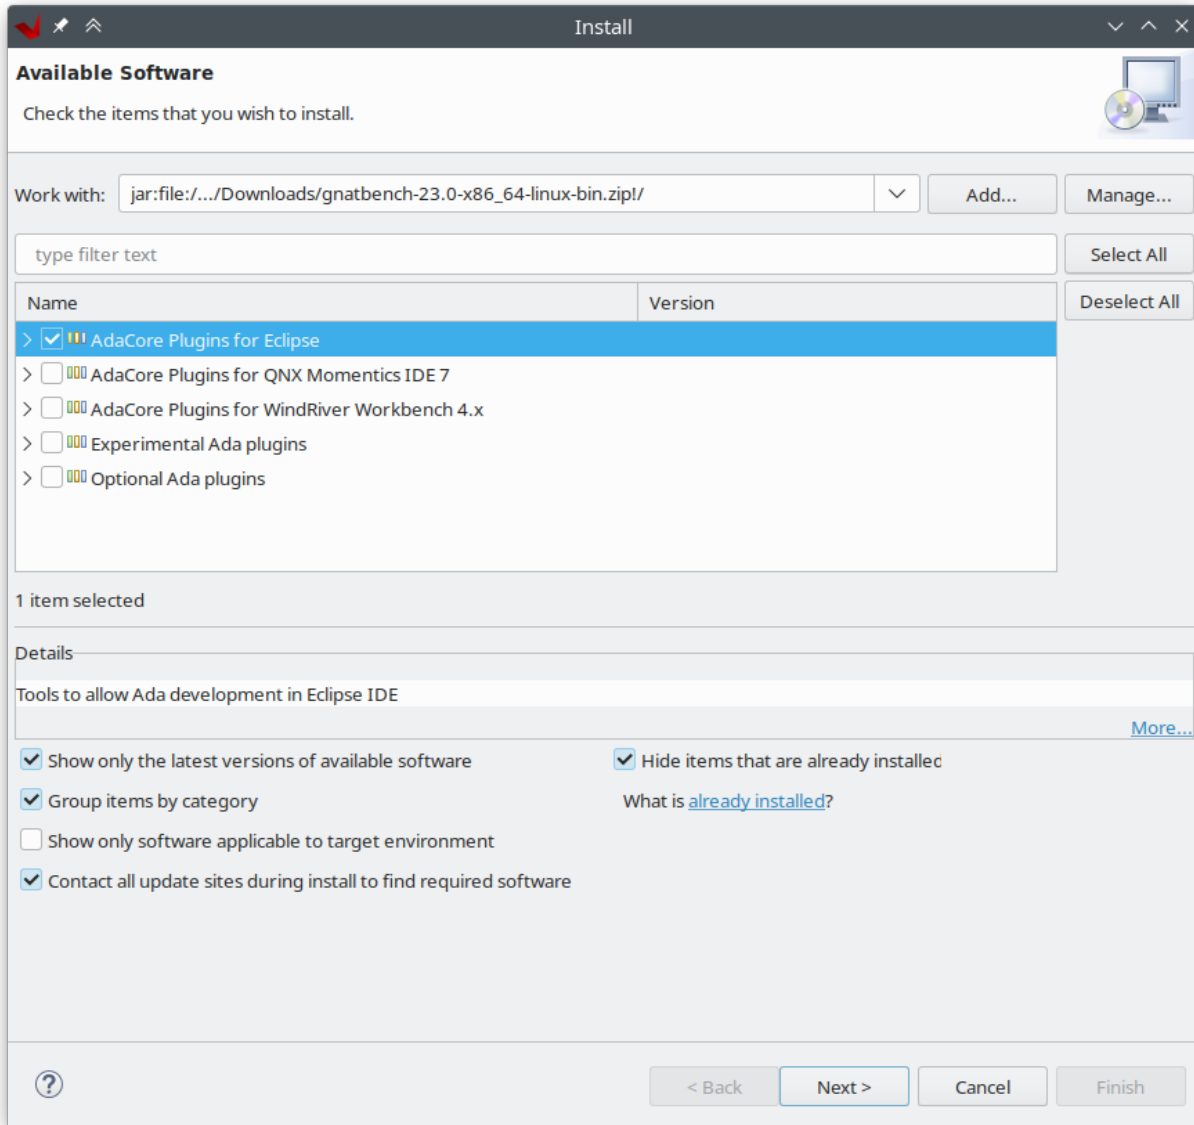 Install
Available Software
Check the items that you wish to install.
Work with: jar:file:/.../Downloads/gnatbench-23.0-x86_64-linux-bin.zip!/ Add... Manage...
type filter text Select All
Name Version Deselect All
AdaCore Plugins for Eclipse
AdaCore Plugins for QNX Momentics IDE 7
AdaCore Plugins for WindRiver Workbench 4.x
Experimental Ada plugins
Optional Ada plugins
1 item selected
Details
Tools to allow Ada development in Eclipse IDE
More...
Show only the latest versions of available software Hide items that are already installed
Group items by category What is already installed?
Show only software applicable to target environment
Contact all update sites during install to find required software
? < Back Next > Cancel Finish